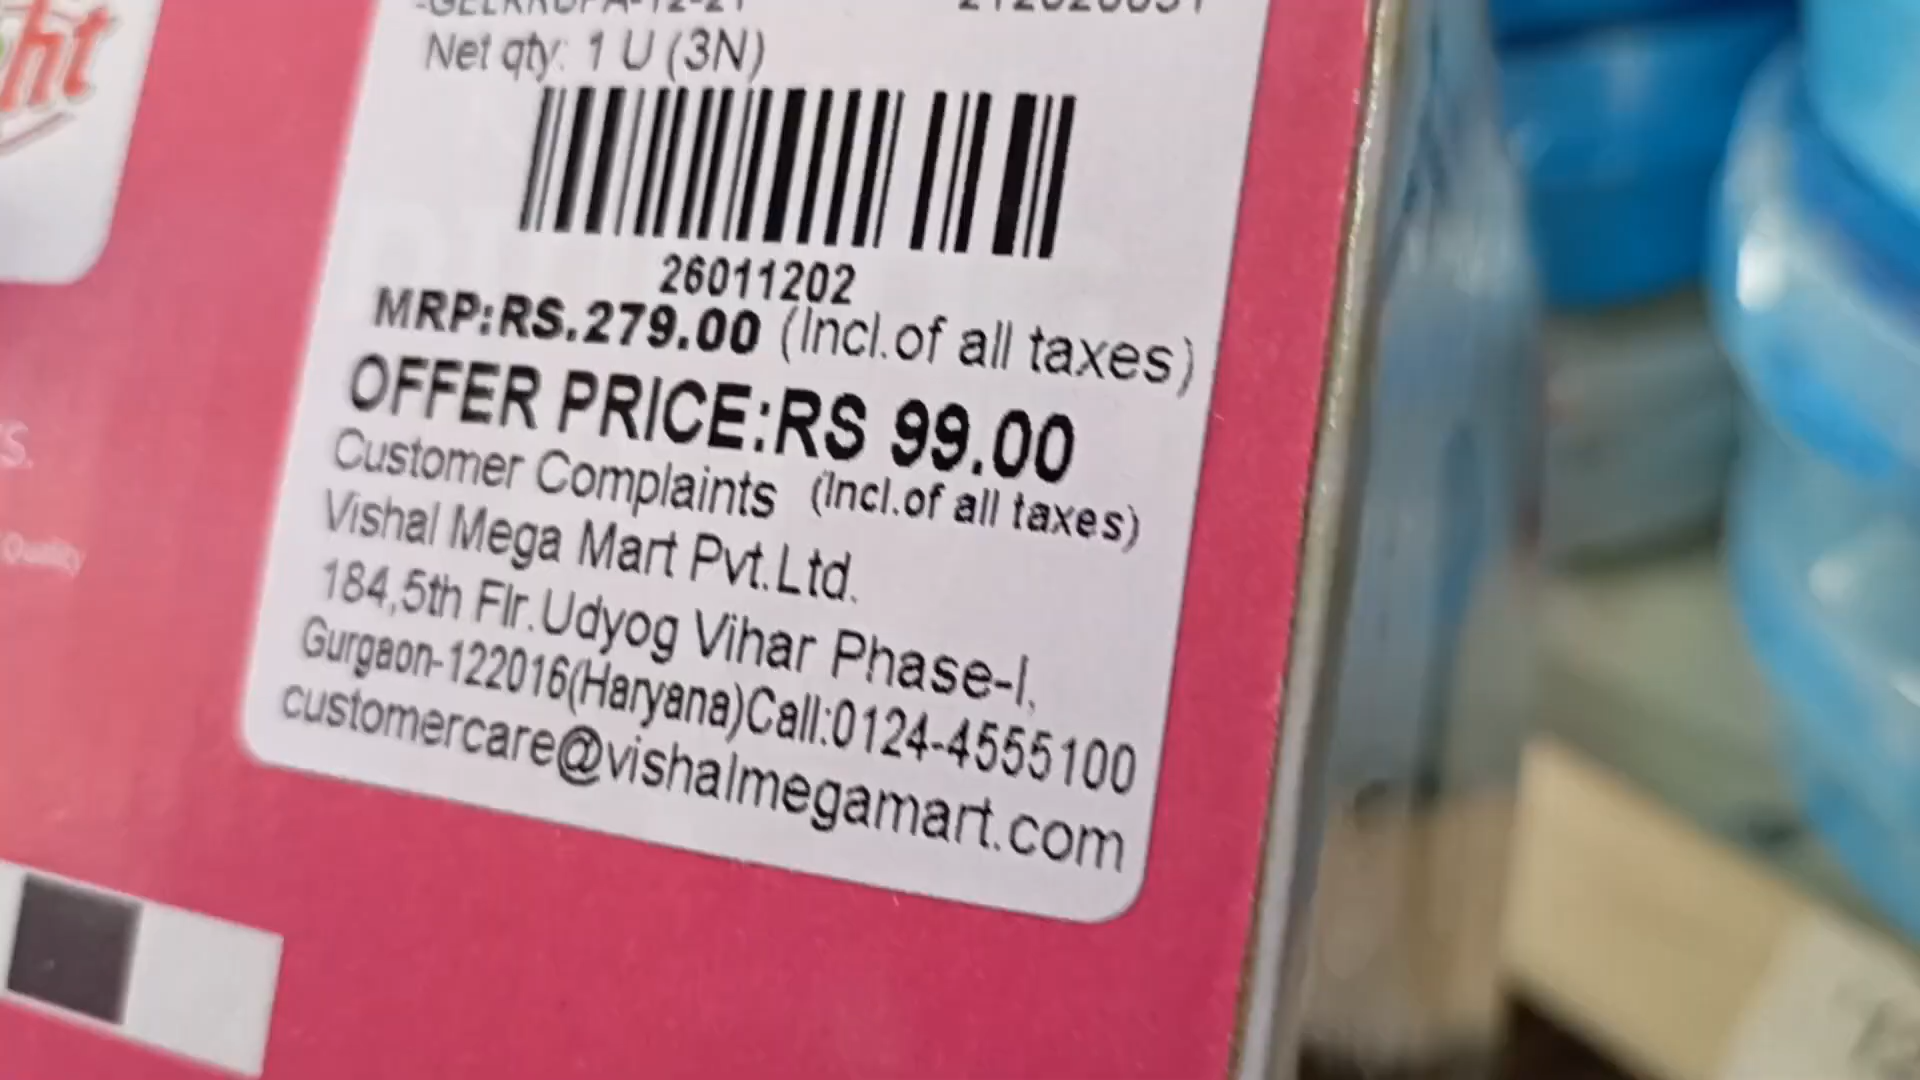 Net qty: 1 U (3N)
26011202
MRP:RS.279.00 (Incl.of all taxes)
OFFER PRICE:RS 99.00
Customer Complaints (Incl.of all taxes)
Vishal Mega Mart Pvt.Ltd.
184,5th Flr.Udyog Vihar Phase-I,
Gurgaon-122016(Haryana)Call:0124-4555100
customercare@vishalmegamart.com
ht
s.
Quality